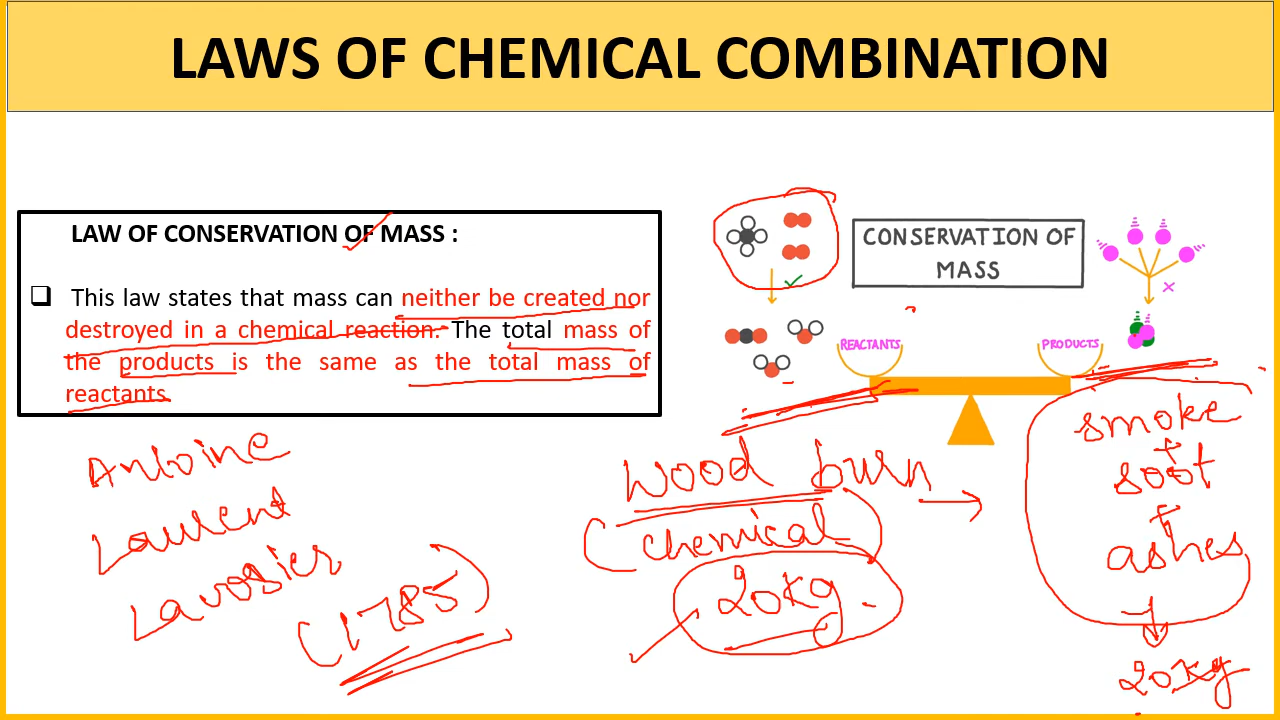 LAWS OF CHEMICAL COMBINATION
LAW OF CONSERVATION OF MASS :
This law states that mass can neither be created nor
destroyed in a chemical reaction. The total mass of
the products is the same as the total mass of
reactants.
CONSERVATION OF
MASS
REACTANTS
PRODUCTS
Antoine
Laurent
Lavosier
(1785)
Wood burn →
(chemical)
20kg
smoke
+
soot
+
ashes
20kg